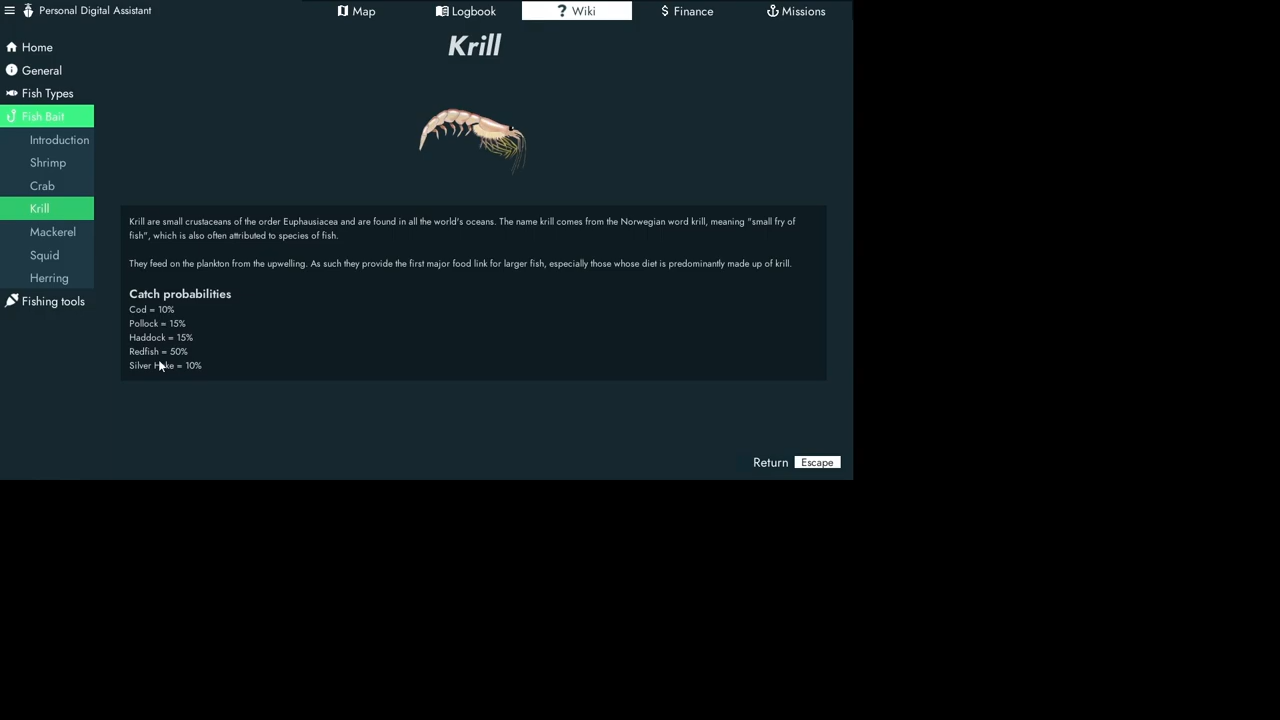 Personal Digital Assistant
Map
Logbook
? Wiki
$ Finance
Missions
Home
General
Fish Types
Fish Bait
Introduction
Shrimp
Crab
Krill
Mackerel
Squid
Herring
Fishing tools
Krill
Krill are small crustaceans of the order Euphausiacea and are found in all the world's oceans. The name krill comes from the Norwegian word krill, meaning "small fry of
fish", which is also often attributed to species of fish.
They feed on the plankton from the upwelling. As such they provide the first major food link for larger fish, especially those whose diet is predominantly made up of krill.
Catch probabilities
Cod = 10%
Pollock = 15%
Haddock = 15%
Redfish = 50%
Silver Hake = 10%
Return Escape